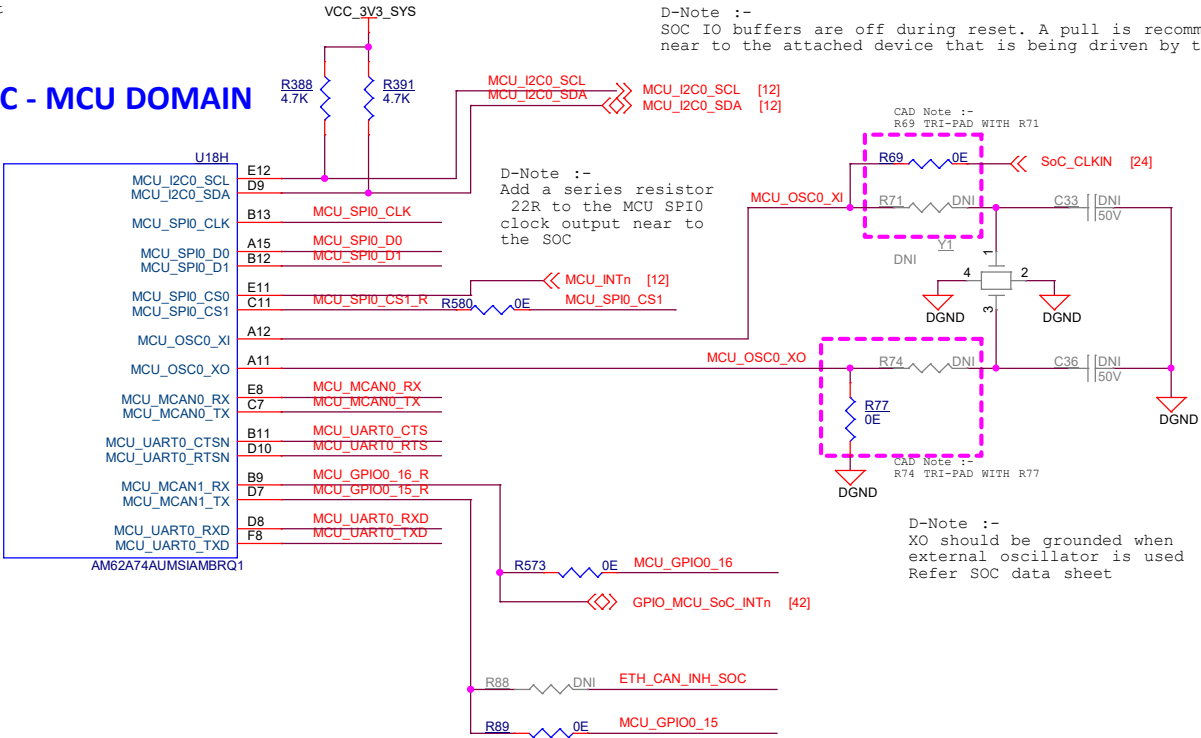 VCC_3V3_SYS
D-Note :-
SOC IO buffers are off during reset. A pull is recomm
near to the attached device that is being driven by t
C - MCU DOMAIN
R388
4.7K
R391
4.7K
MCU_I2C0_SCL
MCU_I2C0_SDA
MCU_I2C0_SCL [12]
MCU_I2C0_SDA [12]
CAD Note :-
R69 TRI-PAD WITH R71
R69
0E
SoC_CLKIN [24]
U18H
MCU_I2C0_SCL
E12
MCU_I2C0_SDA
D9
D-Note :-
Add a series resistor
22R to the MCU SPI0
clock output near to
the SOC
MCU_OSC0_XI
R71
DNI
C33
DNI
50V
MCU_SPI0_CLK
B13
MCU_SPI0_CLK
Y1
DNI
MCU_SPI0_D0
A15
MCU_SPI0_D0
MCU_SPI0_D1
B12
MCU_SPI0_D1
1
4
2
3
DGND
DGND
MCU_SPI0_CS0
E11
MCU_INTn [12]
MCU_SPI0_CS1
C11
MCU_SPI0_CS1_R
R580
0E
MCU_SPI0_CS1
MCU_OSC0_XI
A12
MCU_OSC0_XO
A11
MCU_OSC0_XO
R74
DNI
C36
DNI
50V
MCU_MCAN0_RX
E8
MCU_MCAN0_RX
MCU_MCAN0_TX
C7
MCU_MCAN0_TX
R77
0E
DGND
MCU_UART0_CTSN
B11
MCU_UART0_CTS
MCU_UART0_RTSN
D10
MCU_UART0_RTS
CAD Note :-
R74 TRI-PAD WITH R77
DGND
MCU_MCAN1_RX
B9
MCU_GPIO0_16_R
MCU_MCAN1_TX
D7
MCU_GPIO0_15_R
MCU_UART0_RXD
D8
MCU_UART0_RXD
MCU_UART0_TXD
F8
MCU_UART0_TXD
AM62A74AUMSIAMBRQ1
D-Note :-
XO should be grounded when
external oscillator is used
Refer SOC data sheet
R573
0E
MCU_GPIO0_16
GPIO_MCU_SoC_INTn [42]
R88
DNI
ETH_CAN_INH_SOC
R89
0E
MCU_GPIO0_15